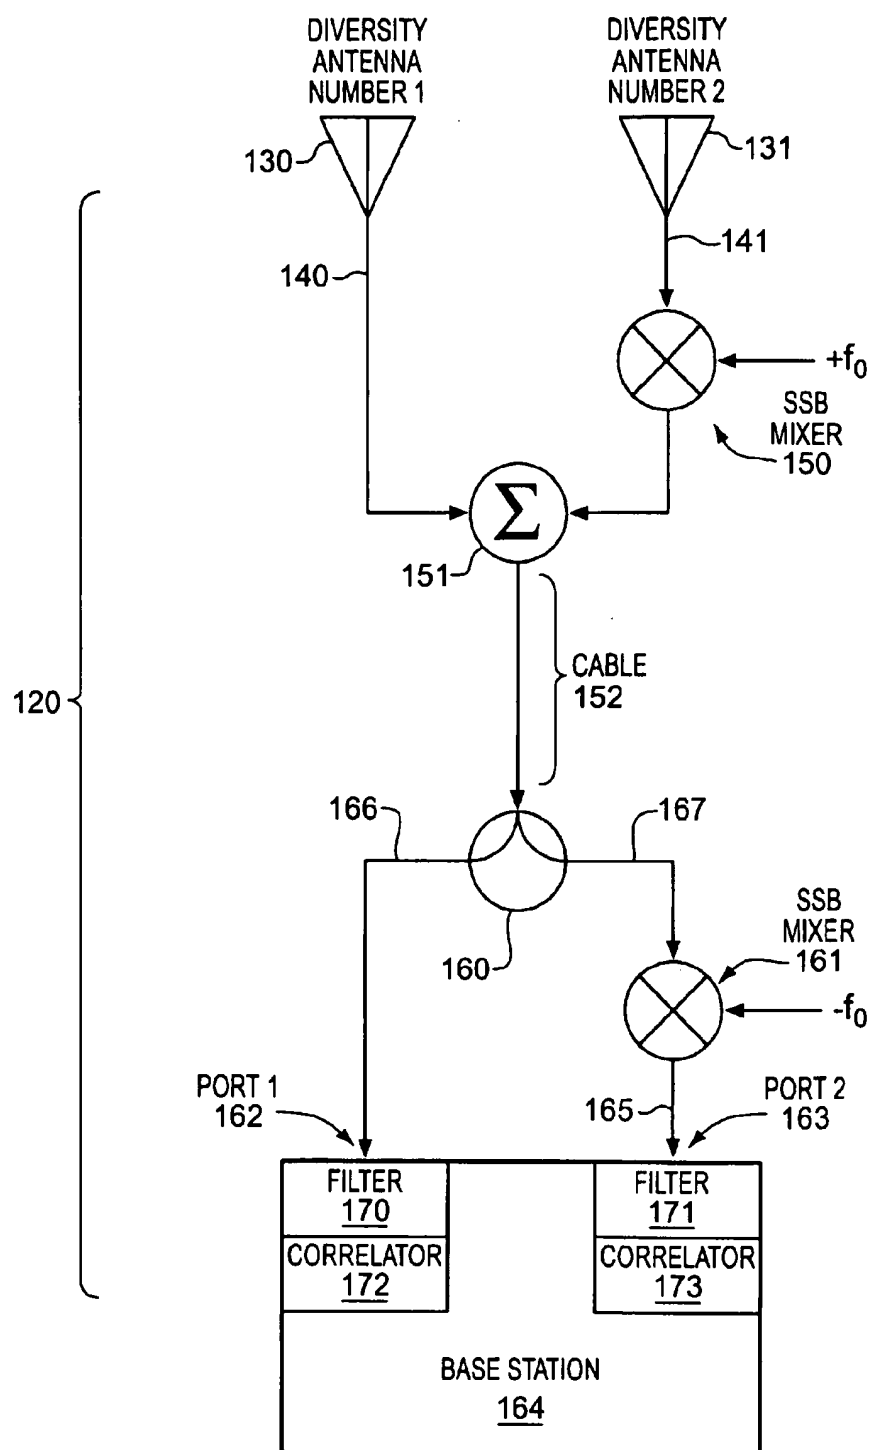 DIVERSITY
ANTENNA
NUMBER 1
DIVERSITY
ANTENNA
NUMBER 2
130
131
140
141
+f0
SSB
MIXER
150
Σ
151
CABLE
152
120
166
167
160
SSB
MIXER
161
-f0
PORT 1
162
165
PORT 2
163
FILTER
170
FILTER
171
CORRELATOR
172
CORRELATOR
173
BASE STATION
164